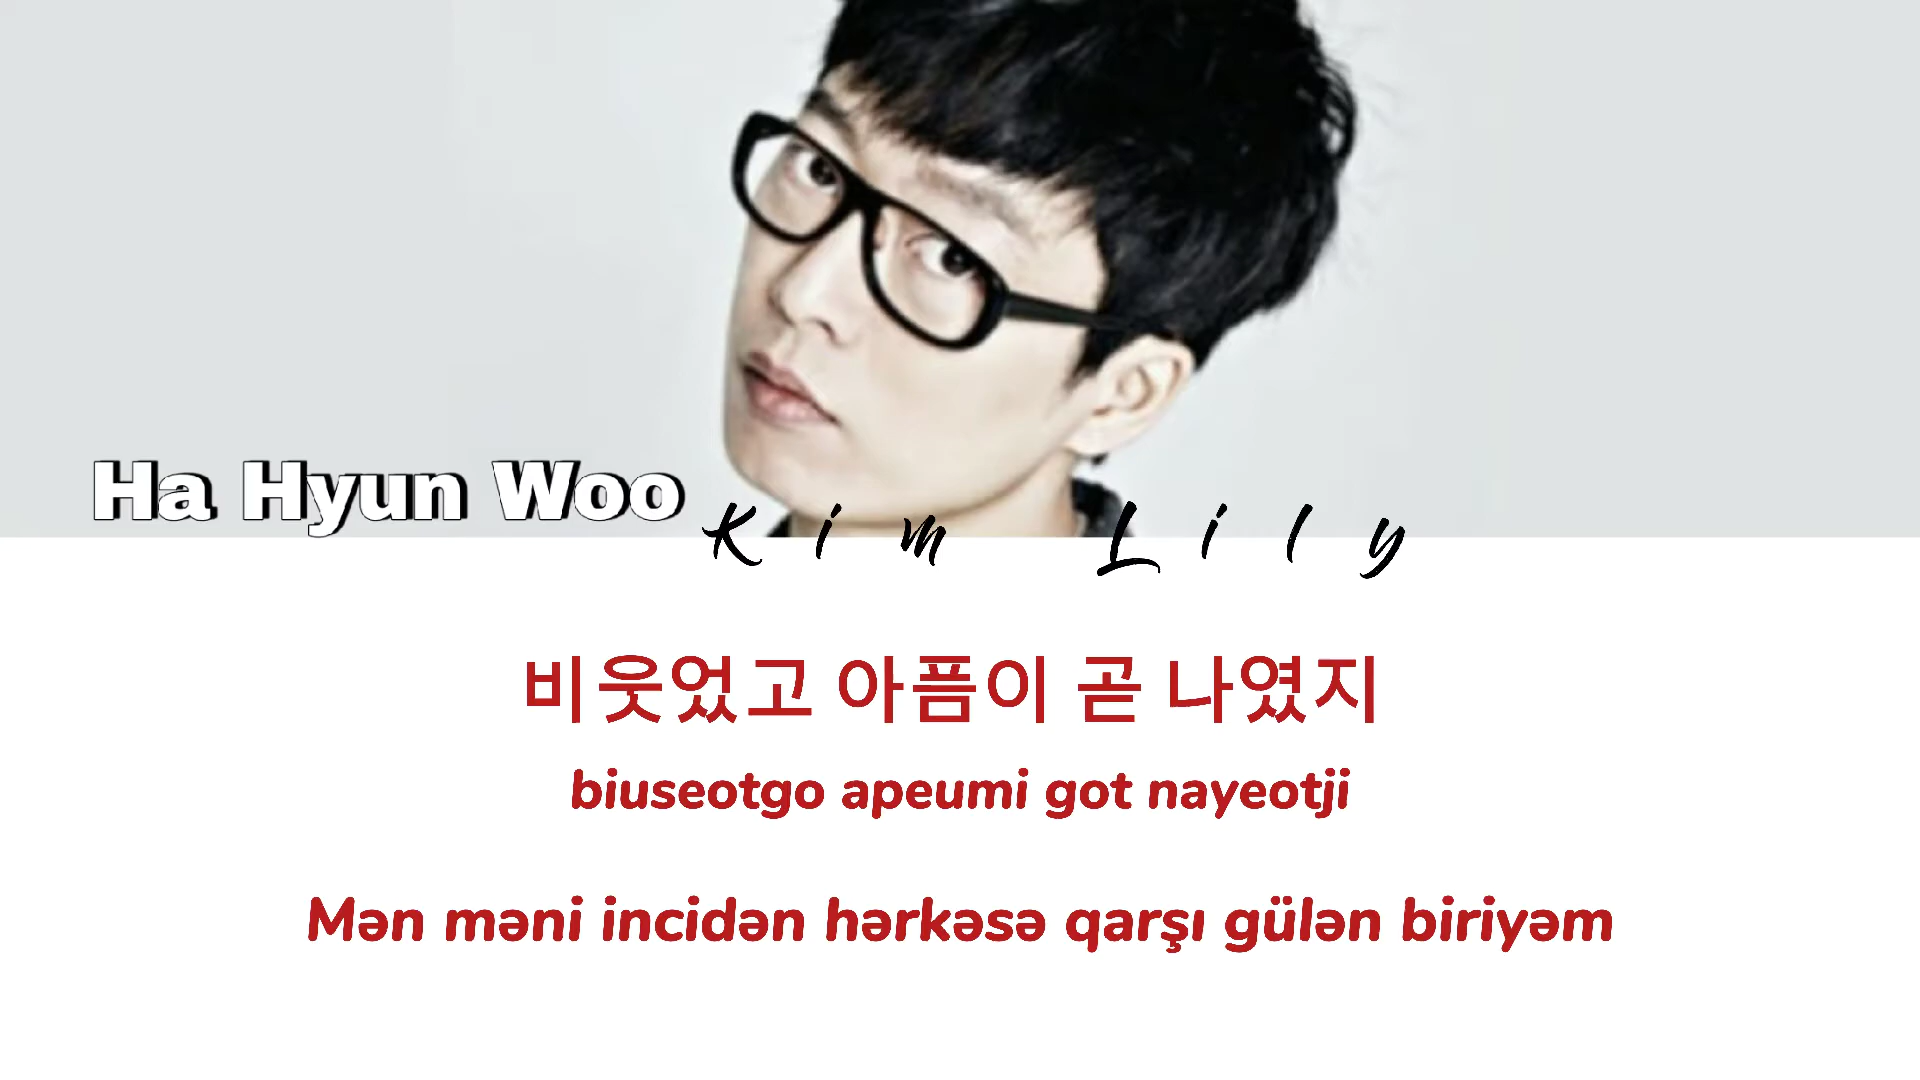 Ha Hyun Woo
Kim Lily
비웃었고 아픔이 곧 나였지
biuseotgo apeumi got nayeotji
Mən məni incidən hərkəsə qarşı gülən biriyəm